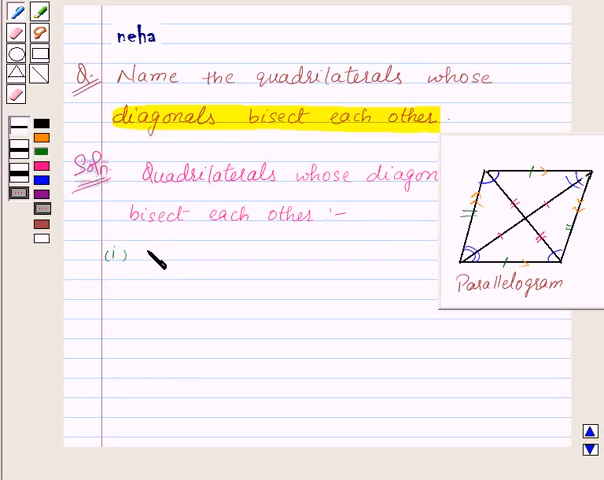 neha
Q. Name the quadrilaterals whose
diagonals bisect each other.
Soln. Quadrilaterals whose diagon
bisect each other :-
(i)
Parallelogram